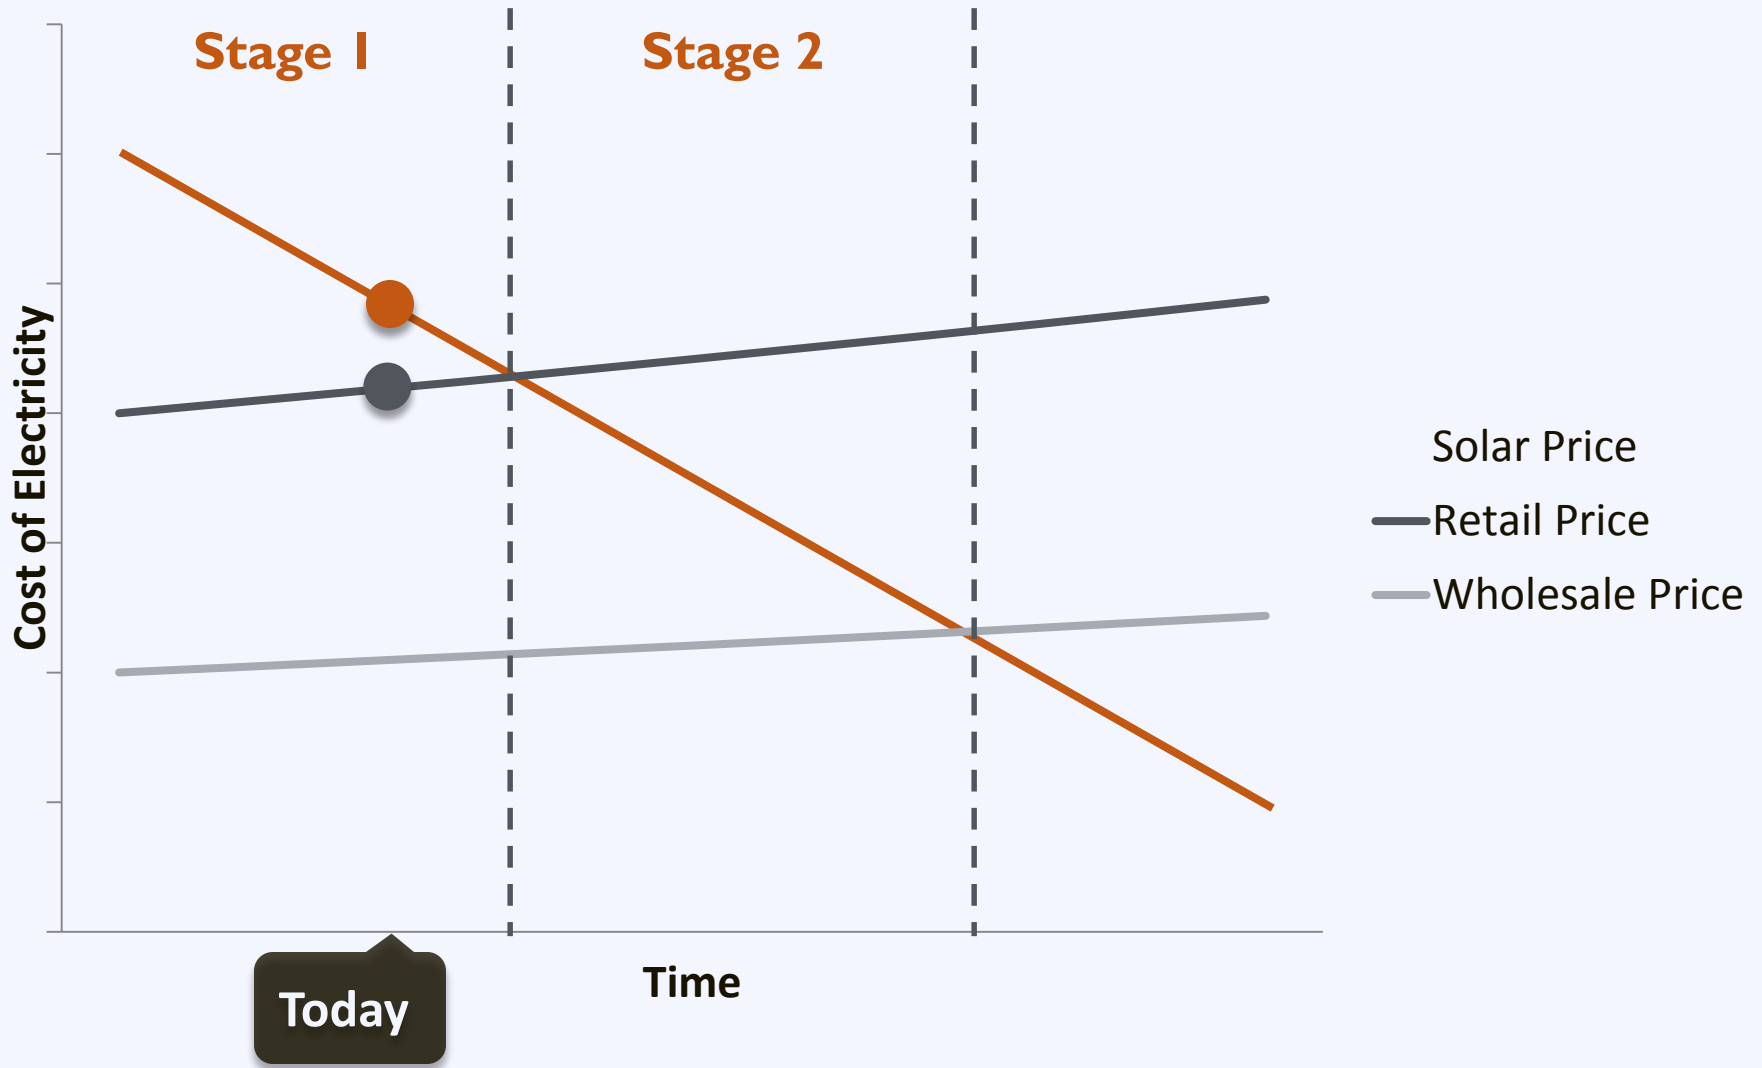 Stage 1
Stage 2
Cost of Electricity
Solar Price
Retail Price
Wholesale Price
Time
Today